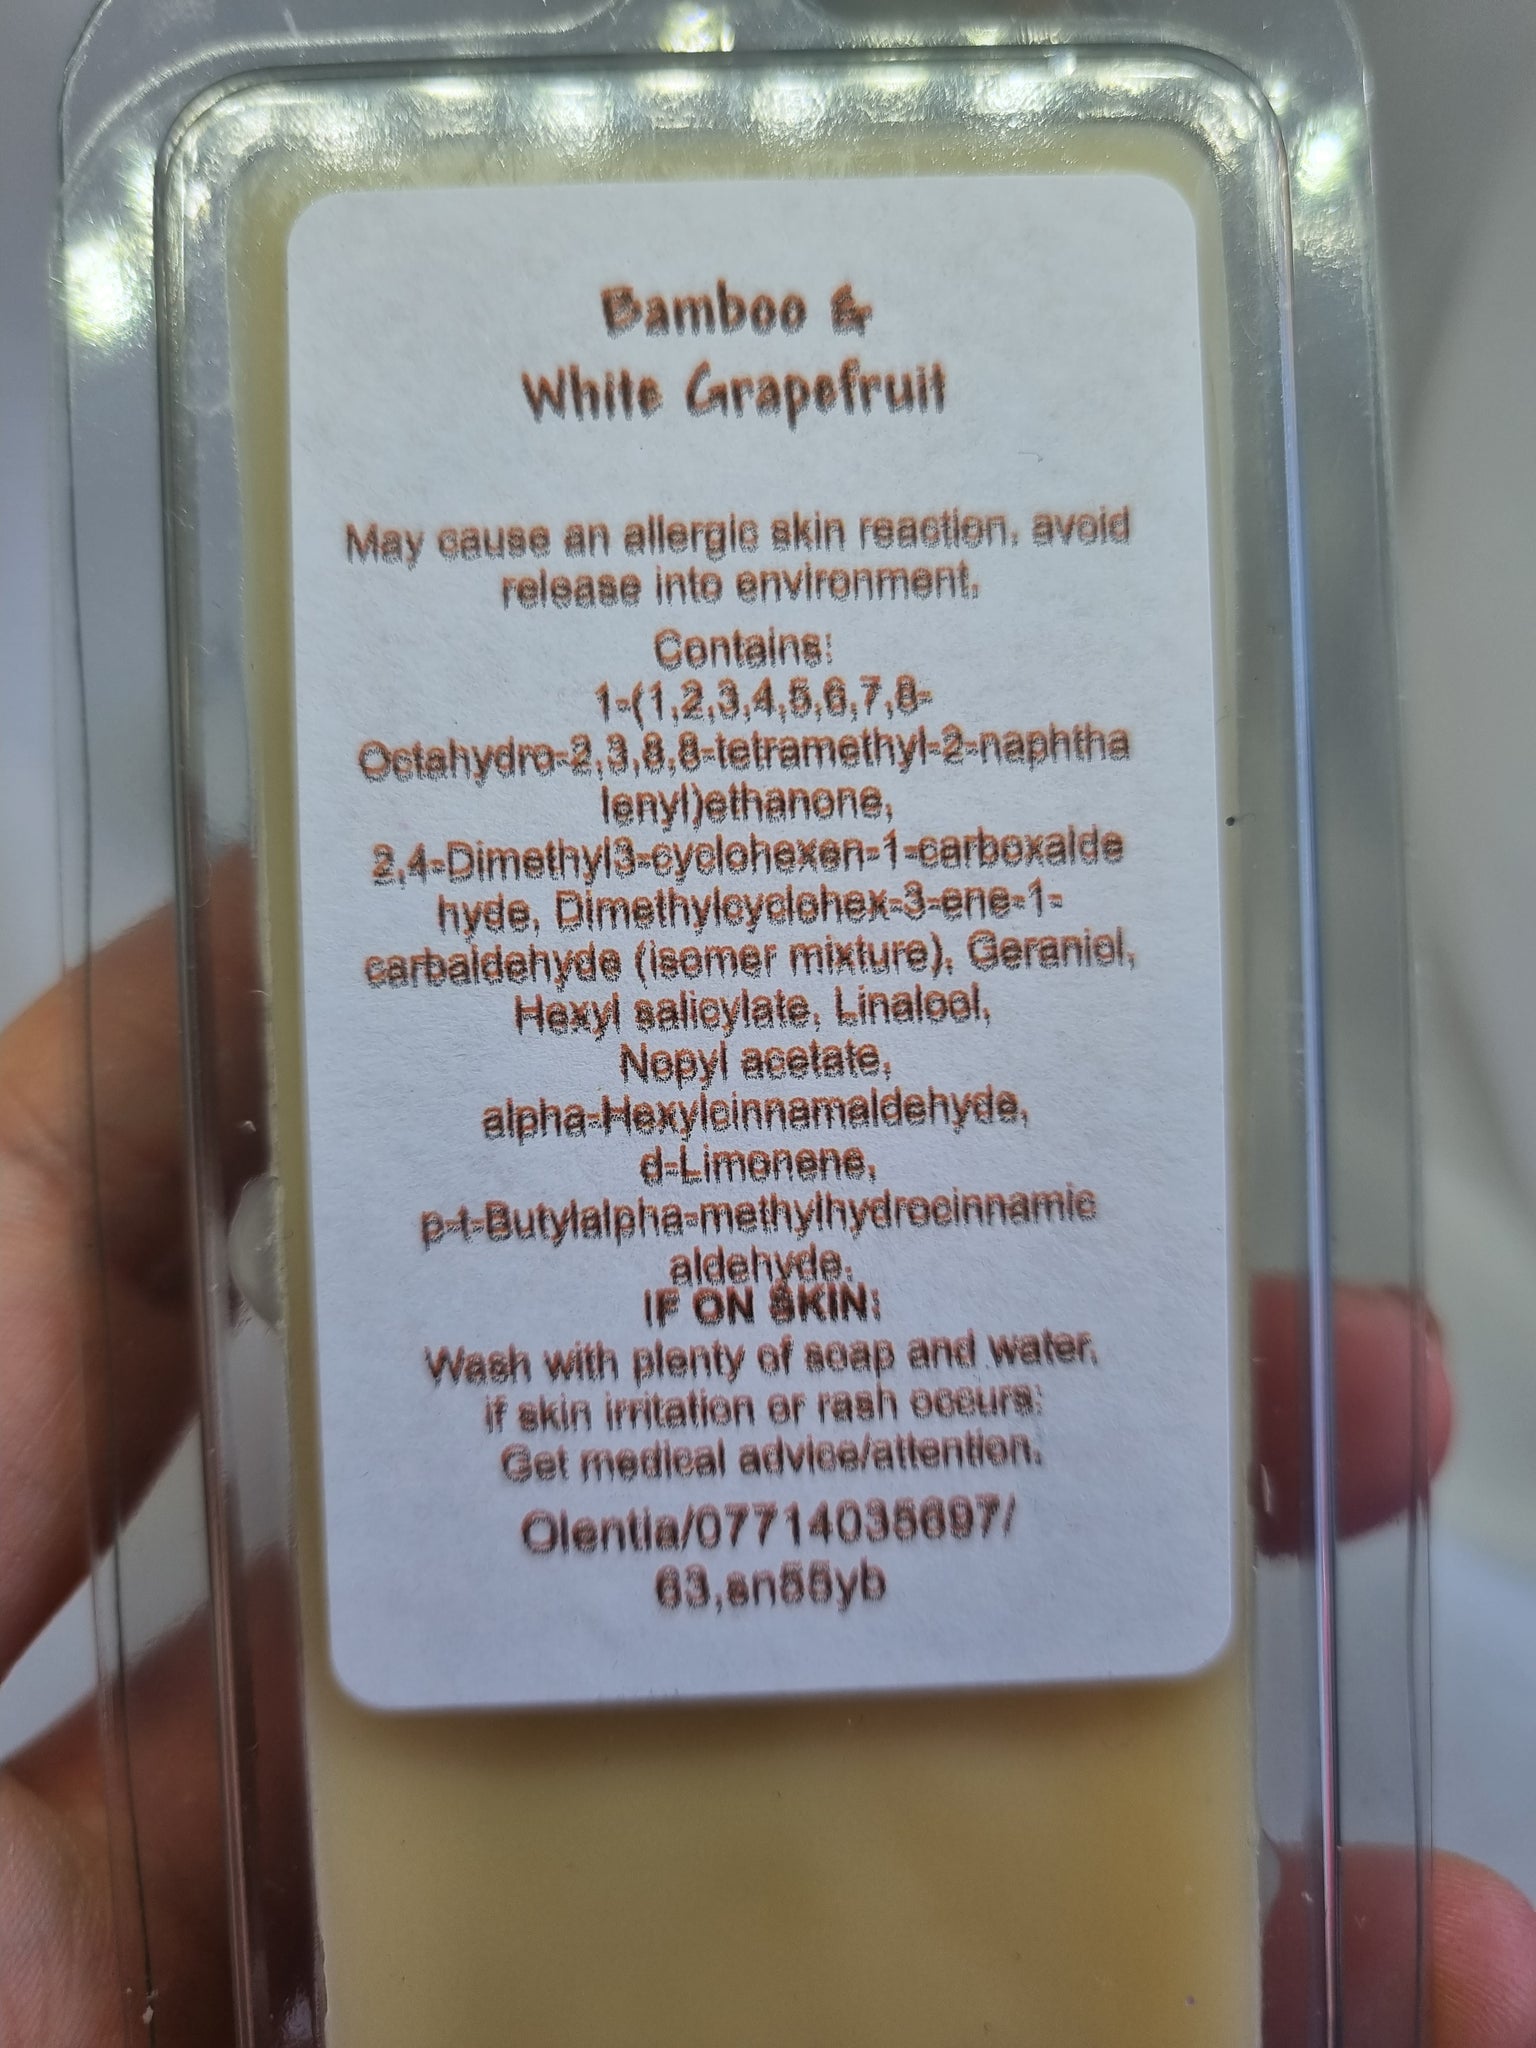 Bamboo &
White Grapefruit
May cause an allergic skin reaction, avoid
release into environment.
Contains:
1-(1,2,3,4,5,6,7,8-
Octahydro-2,3,8,8-tetramethyl-2-naphtha
lenyl)ethanone,
2,4-Dimethyl3-cyclohexen-1-carboxalde
hyde, Dimethylcyclohex-3-ene-1-
carbaldehyde (isomer mixture), Geraniol,
Hexyl salicylate, Linalool,
Nopyl acetate,
alpha-Hexylcinnamaldehyde,
d-Limonene,
p-t-Butylalpha-methylhydrocinnamic
aldehyde.
IF ON SKIN:
Wash with plenty of soap and water.
if skin irritation or rash occurs:
Get medical advice/attention.
Olentia/07714035697/
63,sn55yb